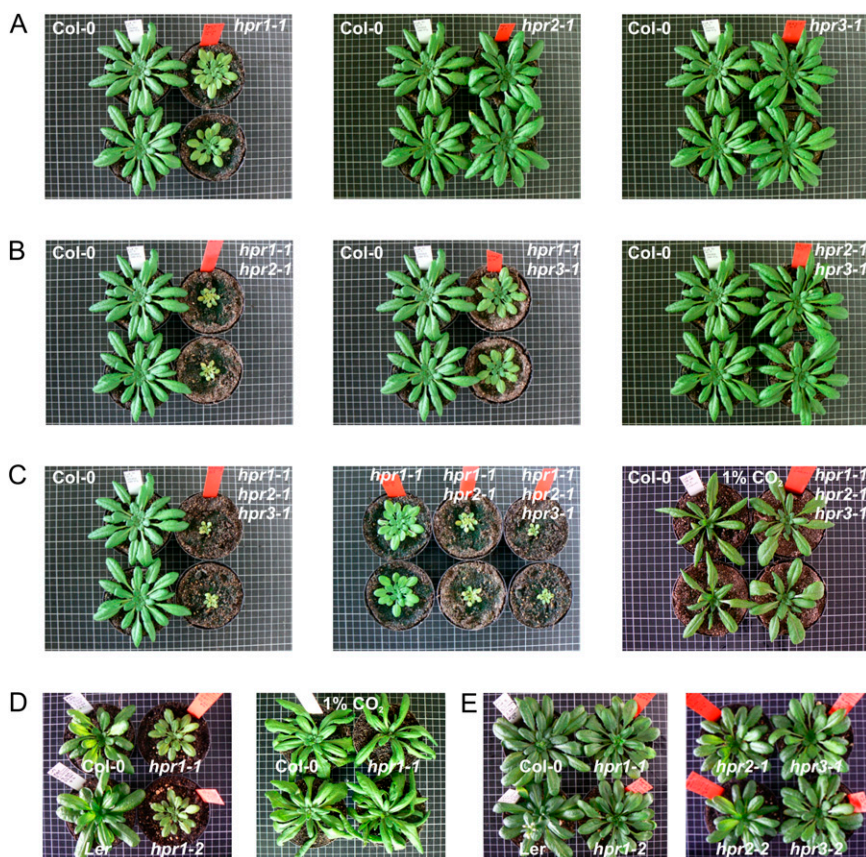 A
Col-0 hpr1-1
Col-0 hpr2-1
Col-0 hpr3-1
B
Col-0 hpr1-1
hpr2-1
Col-0 hpr1-1
hpr3-1
Col-0 hpr2-1
hpr3-1
C
Col-0 hpr1-1
hpr2-1
hpr3-1
hpr1-1 hpr1-1 hpr1-1
hpr2-1 hpr2-1
hpr3-1
Col-0 1% CO₂ hpr1-1
hpr2-1
hpr3-1
D
Col-0 hpr1-1
Ler hpr1-2
1% CO₂
Col-0 hpr1-1
E
Col-0 hpr1-1
Ler hpr1-2
hpr2-1 hpr3-1
hpr2-2 hpr3-2